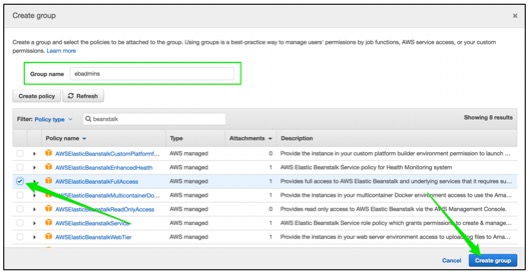 Create group
Create a group and select the policies to be attached to the group. Using groups is a best-practice way to manage users' permissions by job functions, AWS service access, or your custom
permissions. Learn more
Group name ebadmins
Create policy Refresh
Filter: Policy type beanstalk Showing 8 results
Policy name Type Attachments Description
AWSElasticBeanstalkCustomPlatformf... AWS managed 0 Provide the instance in your custom platform builder environment permission to launch ...
AWSElasticBeanstalkEnhancedHealth AWS managed 1 AWS Elastic Beanstalk Service policy for Health Monitoring system
AWSElasticBeanstalkFullAccess AWS managed 1 Provides full access to AWS Elastic Beanstalk and underlying services that it requires su...
AWSElasticBeanstalkMulticontainerDo... AWS managed 1 Provide the instances in your multicontainer Docker environment access to use the Ama...
AWSElasticBeanstalkReadOnlyAccess AWS managed 0 Provides read only access to AWS Elastic Beanstalk via the AWS Management Console.
AWSElasticBeanstalkService AWS managed 1 AWS Elastic Beanstalk Service role policy which grants permissions to create & manage...
AWSElasticBeanstalkWebTier AWS managed 1 Provide the instances in your web server environment access to uploading files to Ama...
Cancel Create group